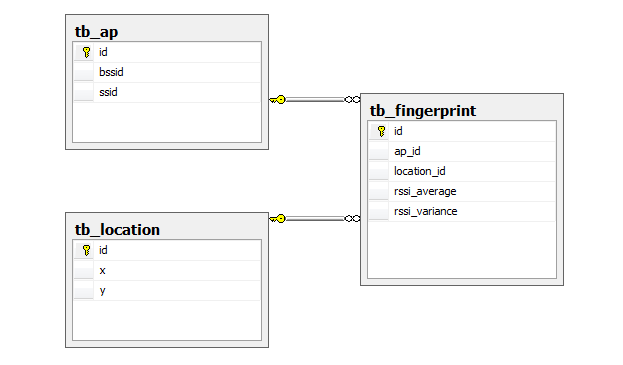 tb_ap
id
bssid
ssid
tb_fingerprint
id
ap_id
location_id
rssi_average
rssi_variance
tb_location
id
x
y